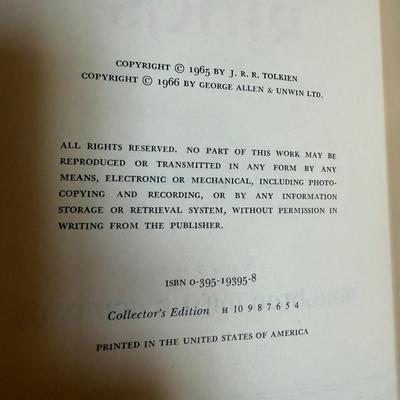 COPYRIGHT © 1965 BY J. R. R. TOLKIEN
COPYRIGHT © 1966 BY GEORGE ALLEN & UNWIN LTD.
ALL RIGHTS RESERVED. NO PART OF THIS WORK MAY BE
REPRODUCED OR TRANSMITTED IN ANY FORM BY ANY
MEANS, ELECTRONIC OR MECHANICAL, INCLUDING PHOTO-
COPYING AND RECORDING, OR BY ANY INFORMATION
STORAGE OR RETRIEVAL SYSTEM, WITHOUT PERMISSION IN
WRITING FROM THE PUBLISHER.
ISBN 0-395-19395-8
Collector's Edition H 10 9 8 7 6 5 4
PRINTED IN THE UNITED STATES OF AMERICA